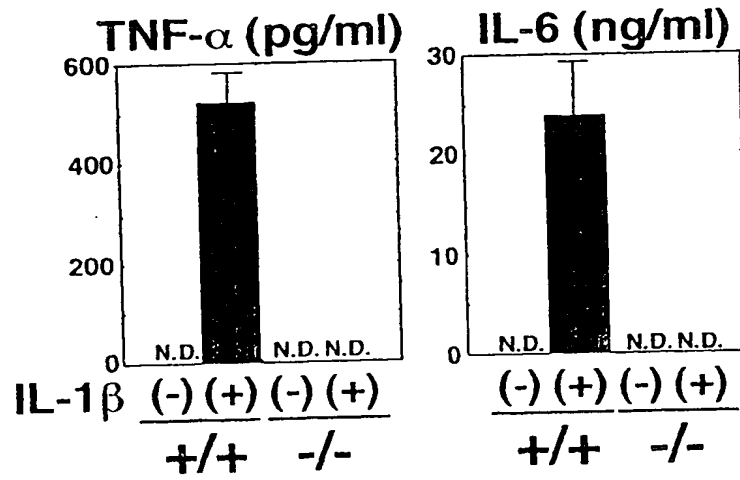 TNF-α (pg/ml)
600
400
200
0
N.D. N.D. N.D.
IL-1β (-) (+) (-) (+)
+/+ -/-
IL-6 (ng/ml)
30
20
10
0
N.D. N.D. N.D.
(-) (+) (-) (+)
+/+ -/-